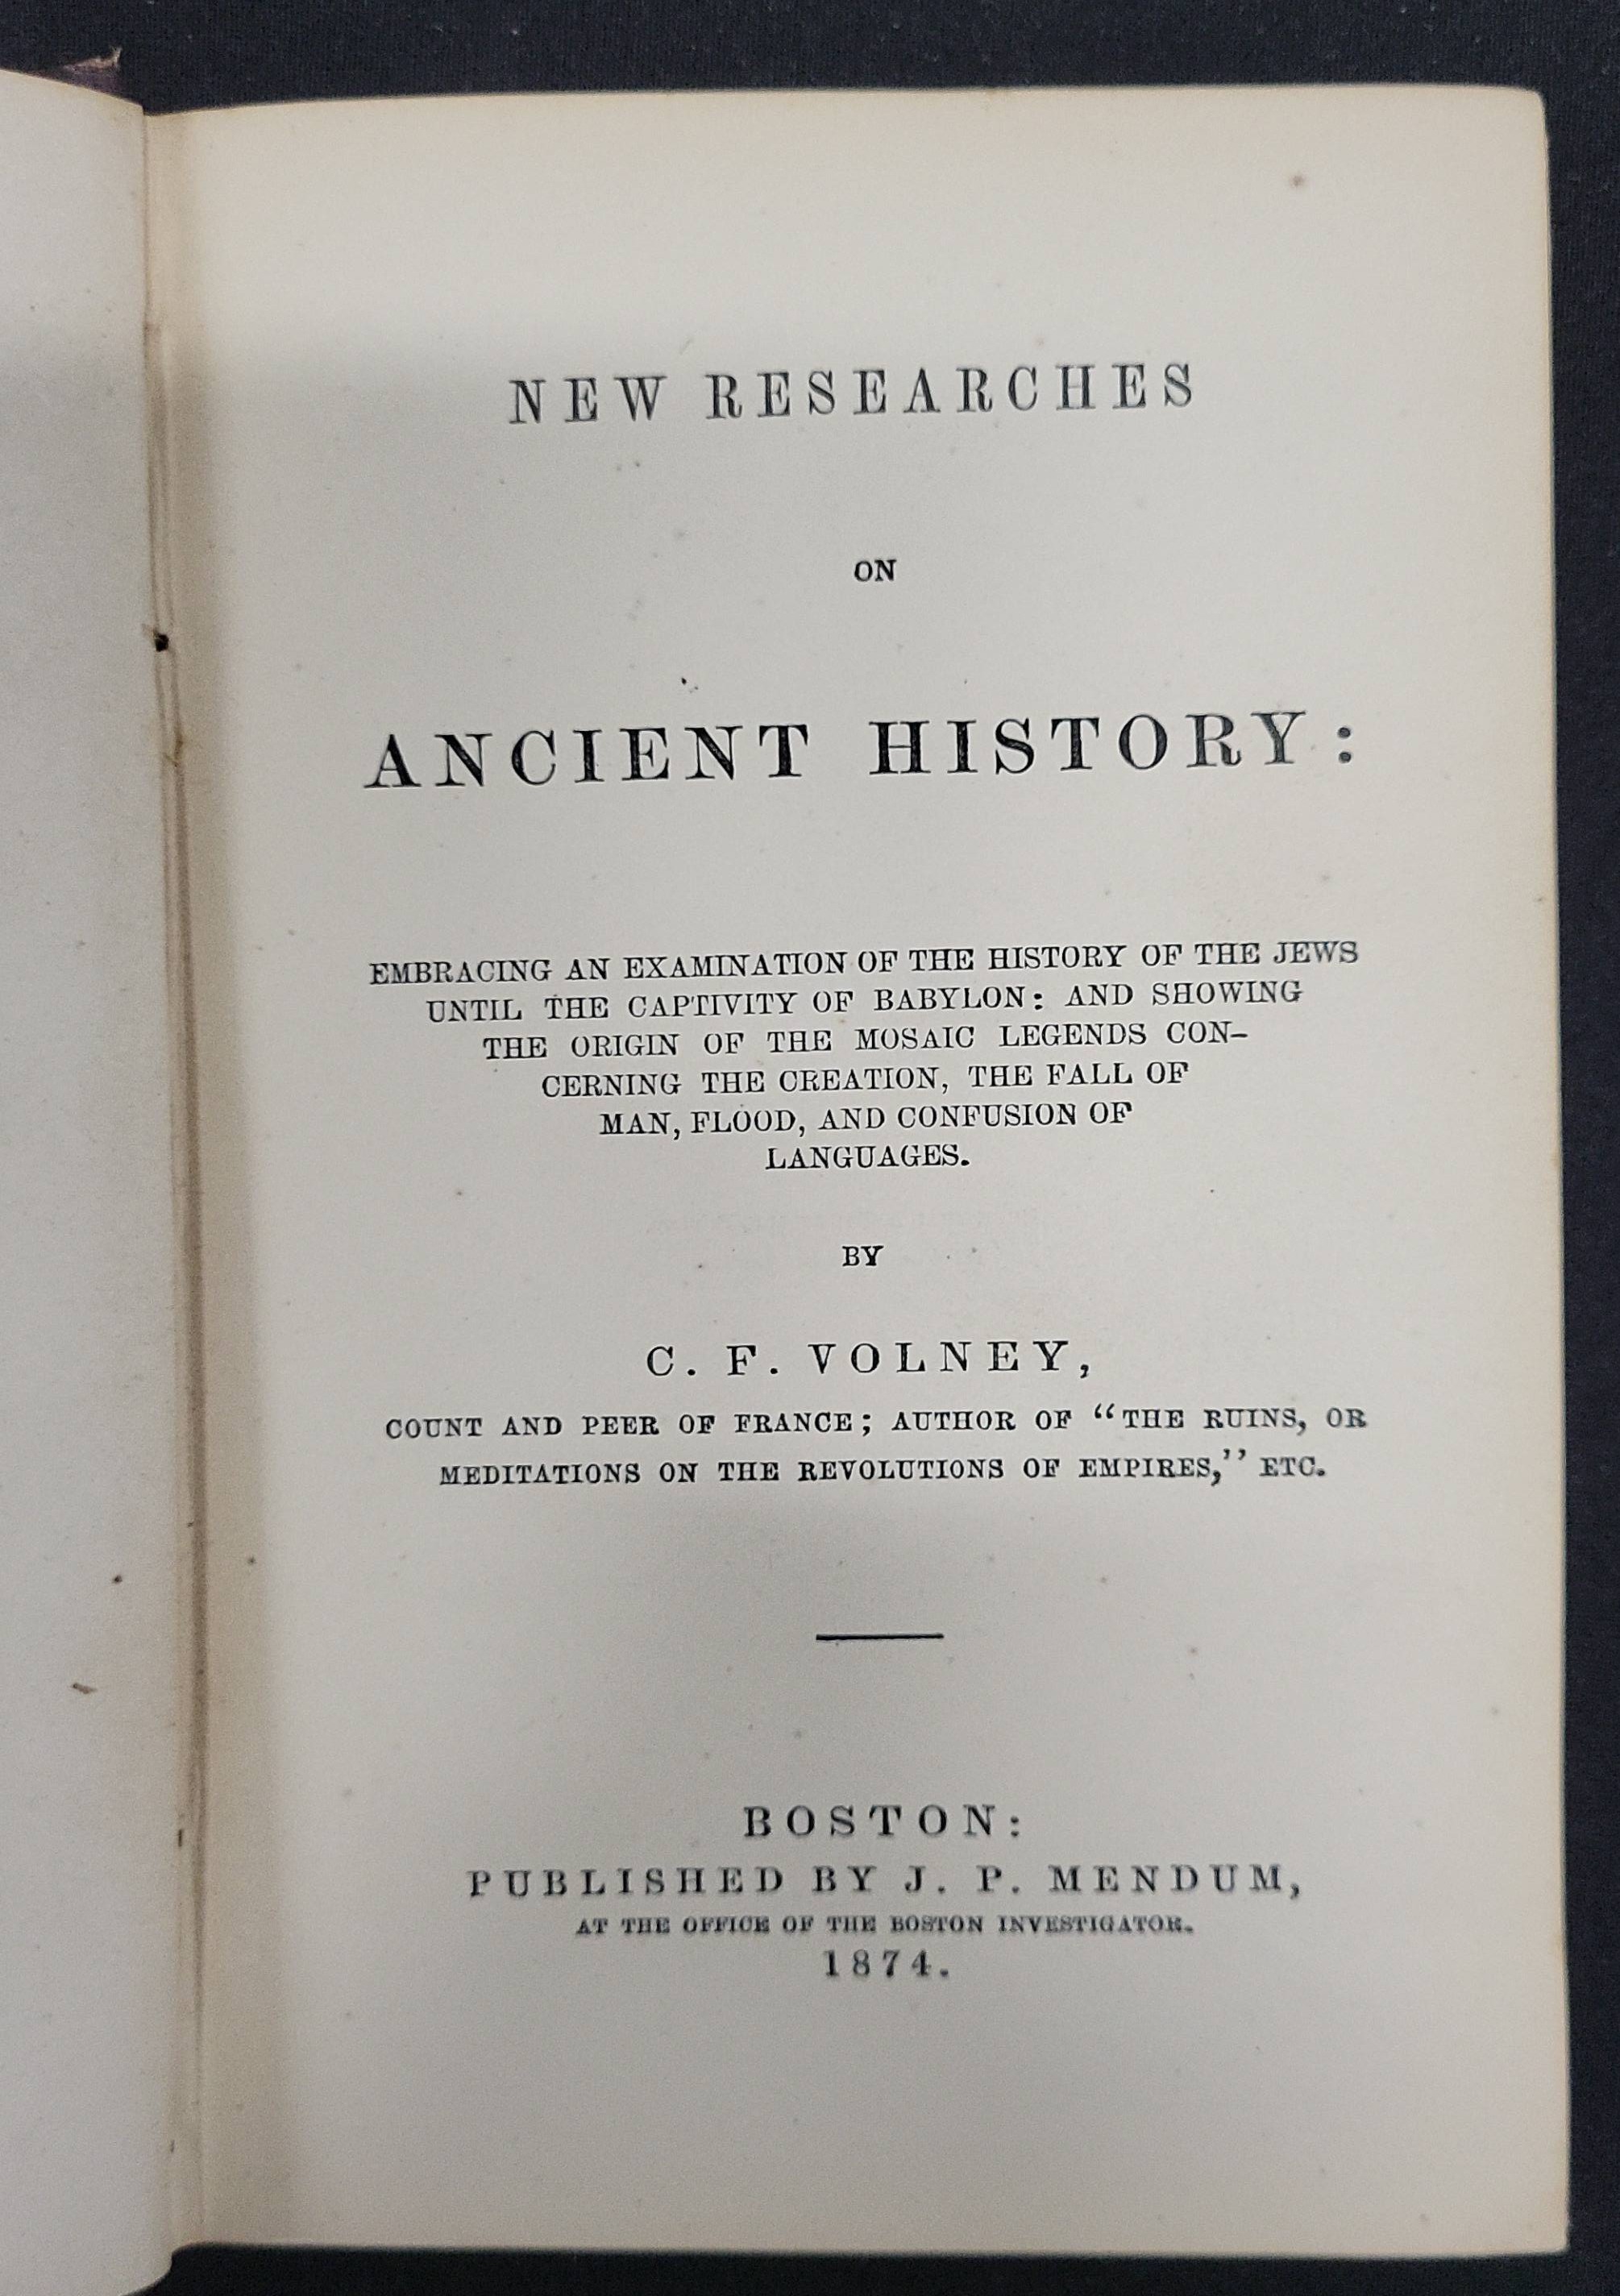 NEW RESEARCHES
ON
ANCIENT HISTORY:
EMBRACING AN EXAMINATION OF THE HISTORY OF THE JEWS
UNTIL THE CAPTIVITY OF BABYLON: AND SHOWING
THE ORIGIN OF THE MOSAIC LEGENDS CON-
CERNING THE CREATION, THE FALL OF
MAN, FLOOD, AND CONFUSION OF
LANGUAGES.
BY
C. F. VOLNEY,
COUNT AND PEER OF FRANCE; AUTHOR OF “THE RUINS, OR
MEDITATIONS ON THE REVOLUTIONS OF EMPIRES,” ETC.
BOSTON:
PUBLISHED BY J. P. MENDUM,
AT THE OFFICE OF THE BOSTON INVESTIGATOR.
1874.